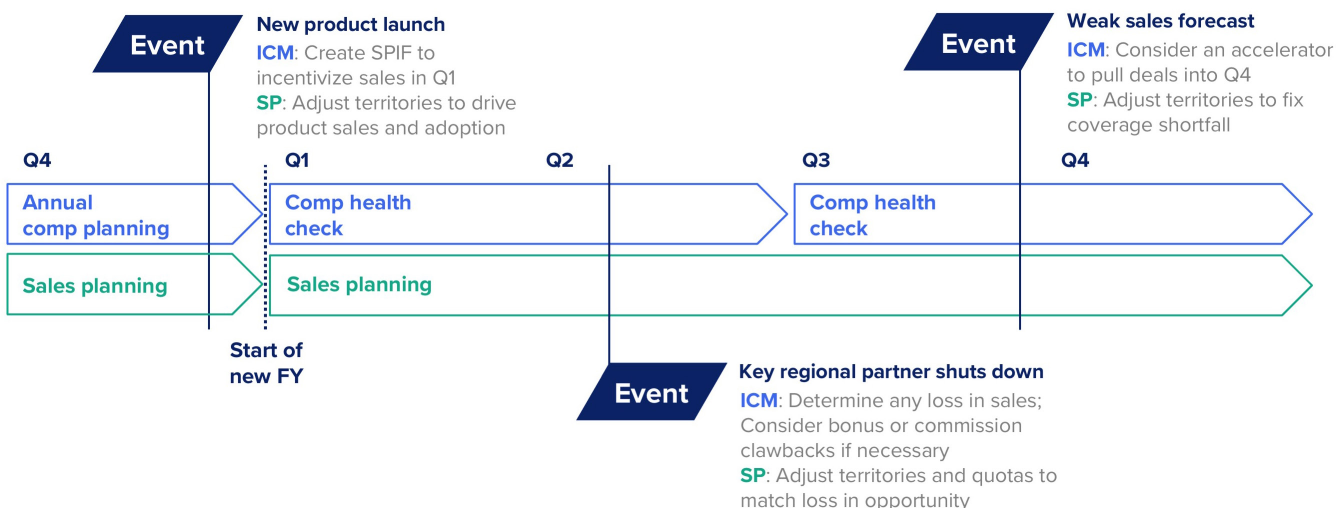 Event
New product launch
ICM: Create SPIF to
incentivize sales in Q1
SP: Adjust territories to drive
product sales and adoption
Event
Weak sales forecast
ICM: Consider an accelerator
to pull deals into Q4
SP: Adjust territories to fix
coverage shortfall
Q4
Q1
Q2
Q3
Q4
Annual
comp planning
Comp health
check
Comp health
check
Sales planning
Sales planning
Start of
new FY
Event
Key regional partner shuts down
ICM: Determine any loss in sales;
Consider bonus or commission
clawbacks if necessary
SP: Adjust territories and quotas to
match loss in opportunity